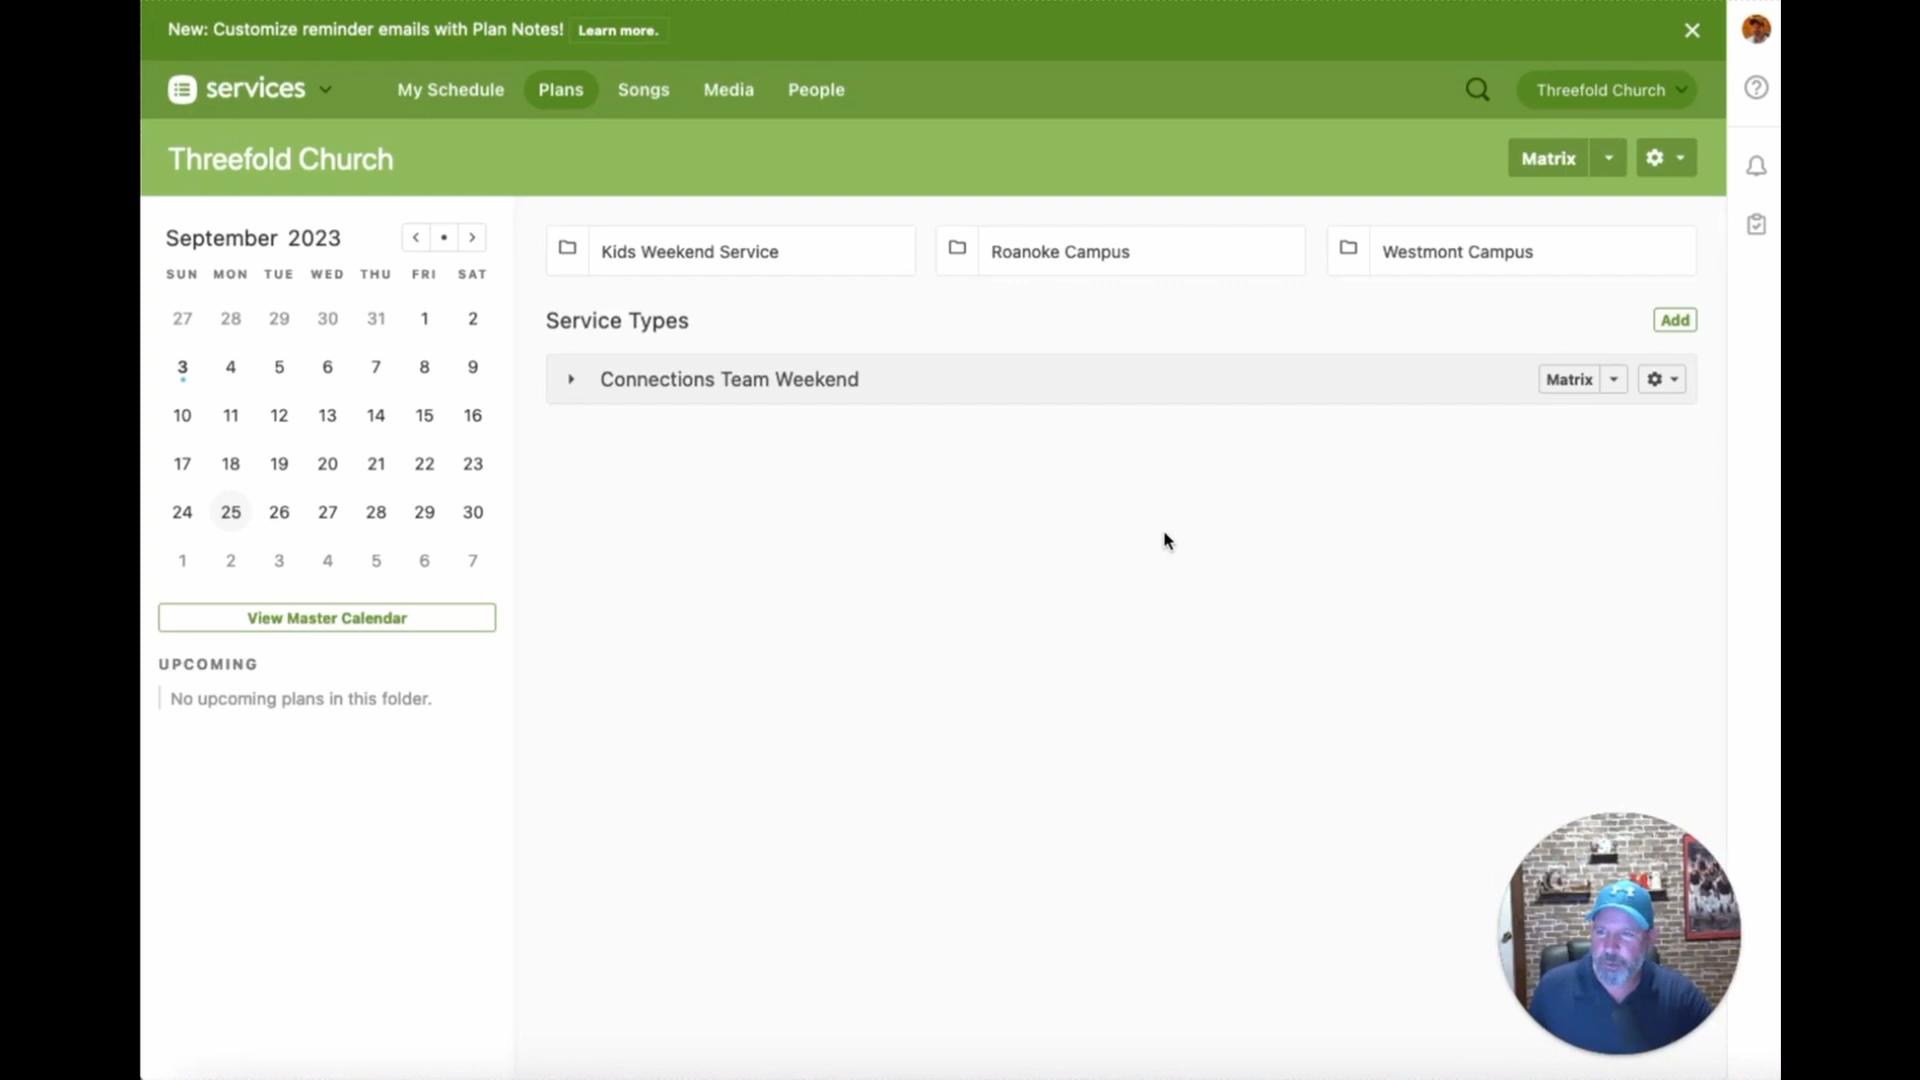 New: Customize reminder emails with Plan Notes! Learn more.
services My Schedule Plans Songs Media People Threefold Church
Threefold Church Matrix
September 2023
SUN MON TUE WED THU FRI SAT
27 28 29 30 31 1 2
3 4 5 6 7 8 9
10 11 12 13 14 15 16
17 18 19 20 21 22 23
24 25 26 27 28 29 30
1 2 3 4 5 6 7
View Master Calendar
UPCOMING
No upcoming plans in this folder.
Kids Weekend Service Roanoke Campus Westmont Campus
Service Types Add
Connections Team Weekend Matrix